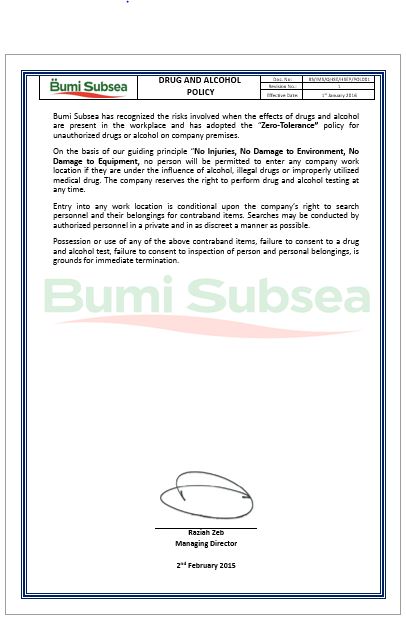 Bumi Subsea
DRUG AND ALCOHOL
POLICY
Doc. No:
BS/IMS/QHSE/HSEP/POL001
Revision No.:
1
Effective Date:
1st January 2016
Bumi Subsea has recognized the risks involved when the effects of drugs and alcohol
are present in the workplace and has adopted the "Zero-Tolerance" policy for
unauthorized drugs or alcohol on company premises.
On the basis of our guiding principle "No Injuries, No Damage to Environment, No
Damage to Equipment, no person will be permitted to enter any company work
location if they are under the influence of alcohol, illegal drugs or improperly utilized
medical drug. The company reserves the right to perform drug and alcohol testing at
any time.
Entry into any work location is conditional upon the company's right to search
personnel and their belongings for contraband items. Searches may be conducted by
authorized personnel in a private and in as discreet a manner as possible.
Possession or use of any of the above contraband items, failure to consent to a drug
and alcohol test, failure to consent to inspection of person and personal belongings, is
grounds for immediate termination.
Bumi Subsea
Raziah Zeb
Managing Director
2nd February 2015